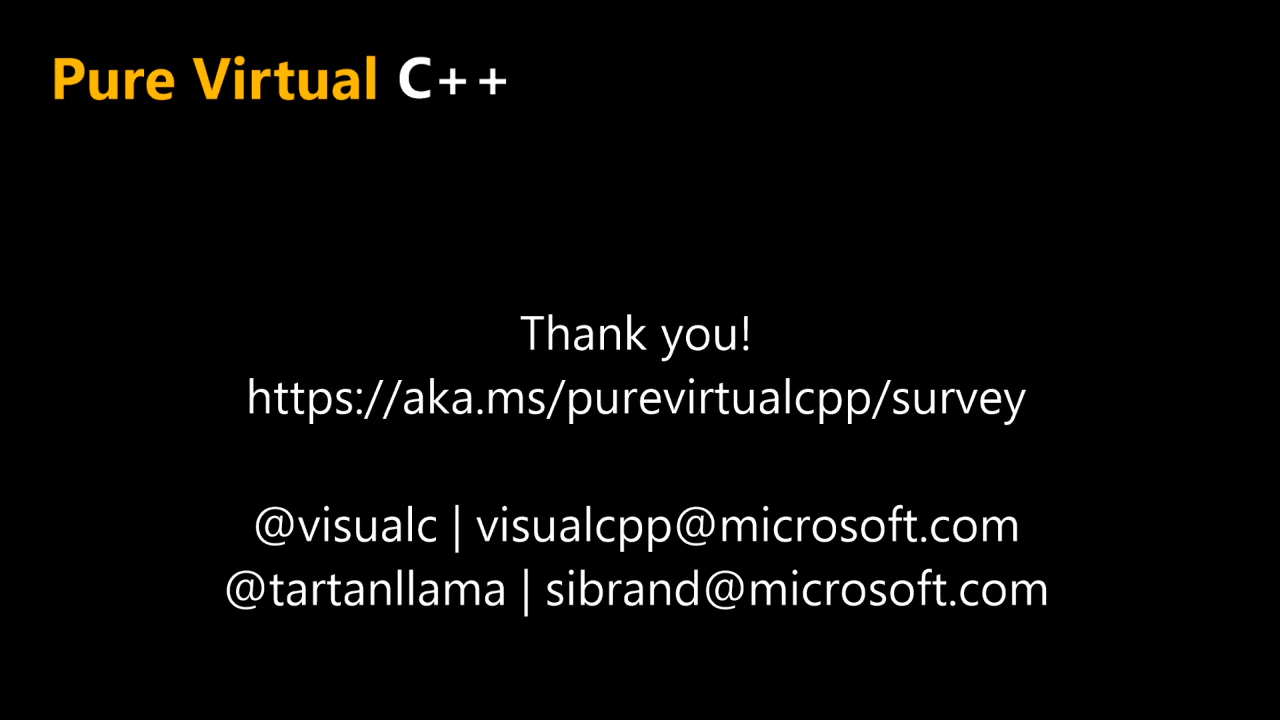 Pure Virtual C++
Thank you!
https://aka.ms/purevirtualcpp/survey
@visualc | visualcpp@microsoft.com
@tartanllama | sibrand@microsoft.com